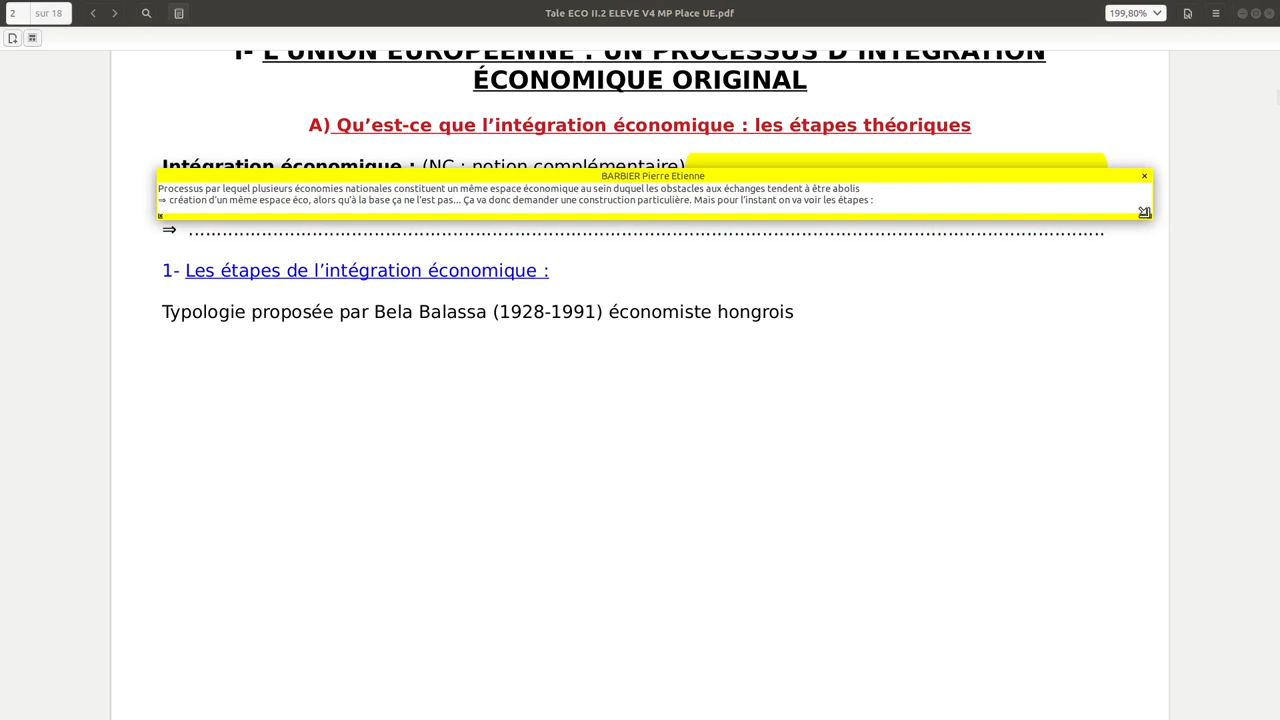 2 sur 18
Tale ECO II.2 ELEVE V4 MP Place UE.pdf
199,80%
I- L'UNION EUROPÉENNE : UN PROCESSUS D'INTÉGRATION
ÉCONOMIQUE ORIGINAL
A) Qu’est-ce que l’intégration économique : les étapes théoriques
Intégration économique : (NC : notion complémentaire)
BARBIER Pierre Etienne
Processus par lequel plusieurs économies nationales constituent un même espace économique au sein duquel les obstacles aux échanges tendent à être abolis
⇒ création d'un même espace éco, alors qu'à la base ça ne l'est pas... Ça va donc demander une construction particulière. Mais pour l'instant on va voir les étapes :
⇒ ....................................................................................................................................................................
1- Les étapes de l’intégration économique :
Typologie proposée par Bela Balassa (1928-1991) économiste hongrois